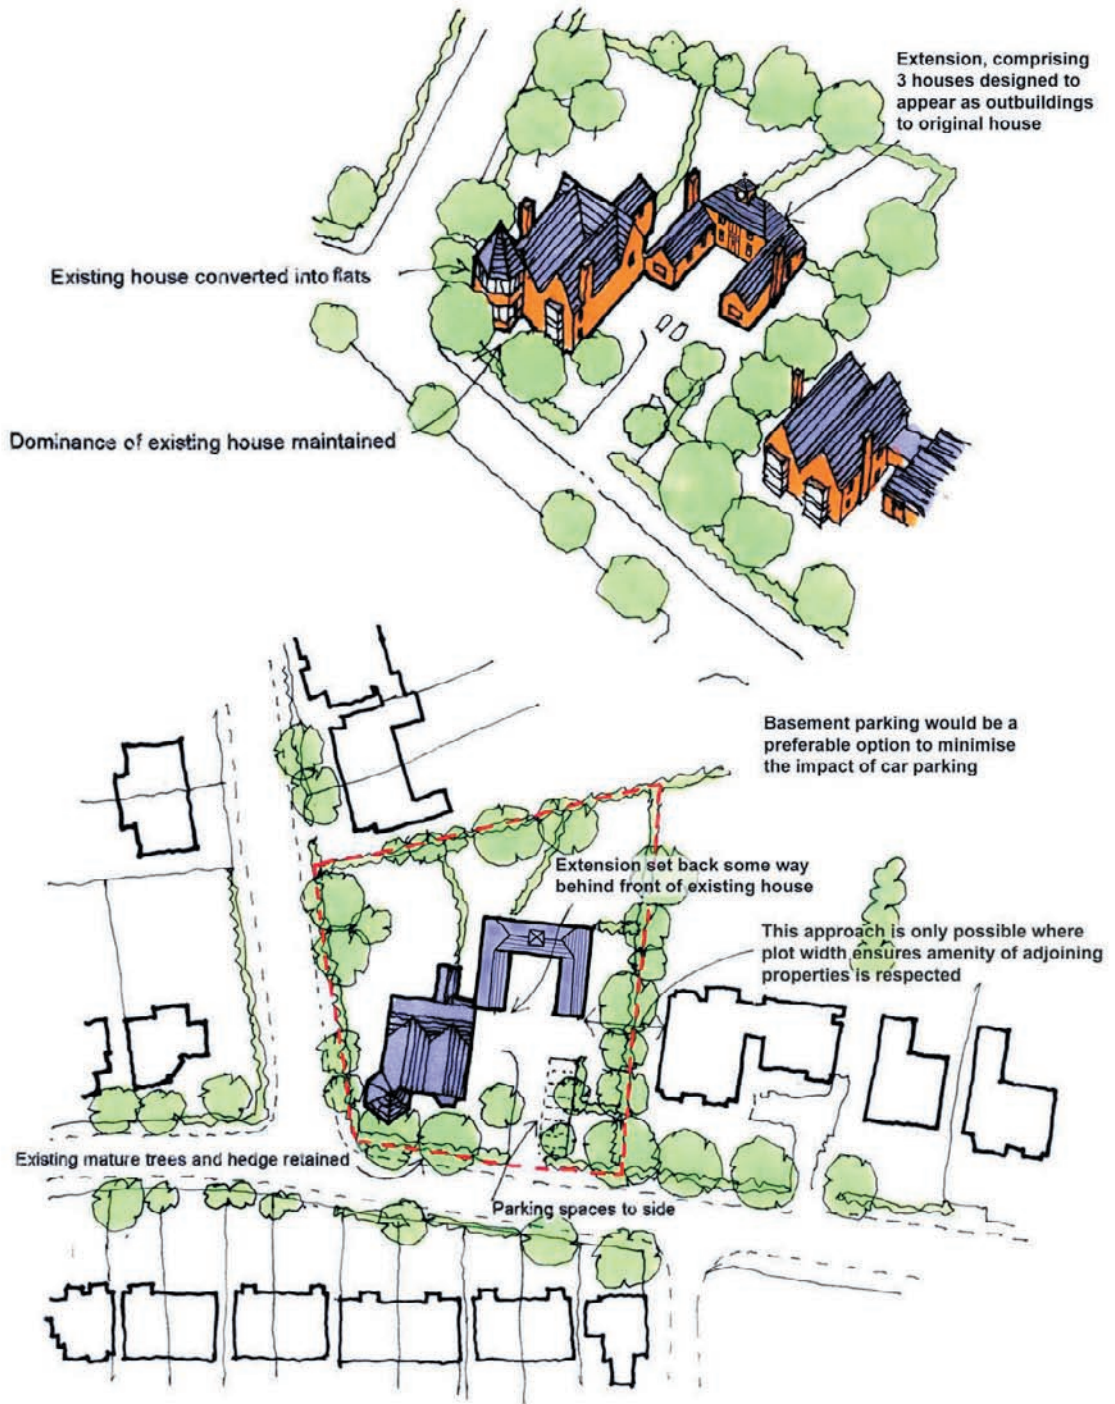 Extension, comprising
3 houses designed to
appear as outbuildings
to original house
Existing house converted into flats
Dominance of existing house maintained
Basement parking would be a
preferable option to minimise
the impact of car parking
Extension set back some way
behind front of existing house
This approach is only possible where
plot width ensures amenity of adjoining
properties is respected
Existing mature trees and hedge retained
Parking spaces to side